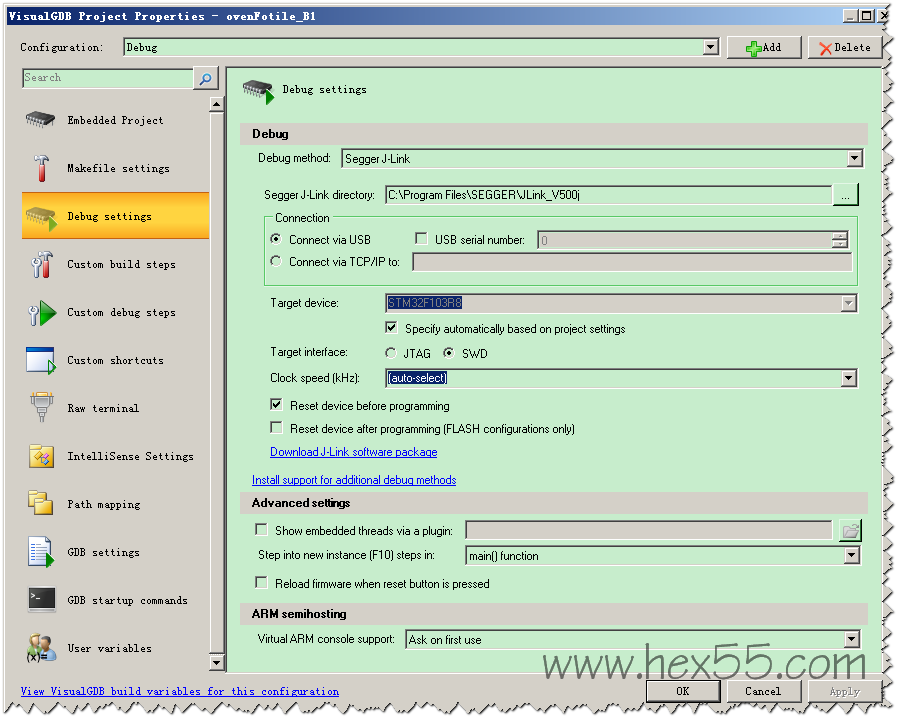 VisualGDB Project Properties - ovenFotile_B1
Configuration: Debug Add Delete
Search
Embedded Project
Makefile settings
Debug settings
Custom build steps
Custom debug steps
Custom shortcuts
Raw terminal
IntelliSense Settings
Path mapping
GDB settings
GDB startup commands
User variables
Debug settings
Debug
Debug method: Segger J-Link
Segger J-Link directory: C:\Program Files\SEGGER\JLink_V500j ...
Connection
Connect via USB USB serial number: 0
Connect via TCP/IP to:
Target device: STM32F103R8
Specify automatically based on project settings
Target interface: JTAG SWD
Clock speed (kHz): (auto-select)
Reset device before programming
Reset device after programming (FLASH configurations only)
Download J-Link software package
Install support for additional debug methods
Advanced settings
Show embedded threads via a plugin:
Step into new instance (F10) steps in: main() function
Reload firmware when reset button is pressed
ARM semihosting
Virtual ARM console support: Ask on first use
www.hex55.com
View VisualGDB build variables for this configuration
OK Cancel Apply